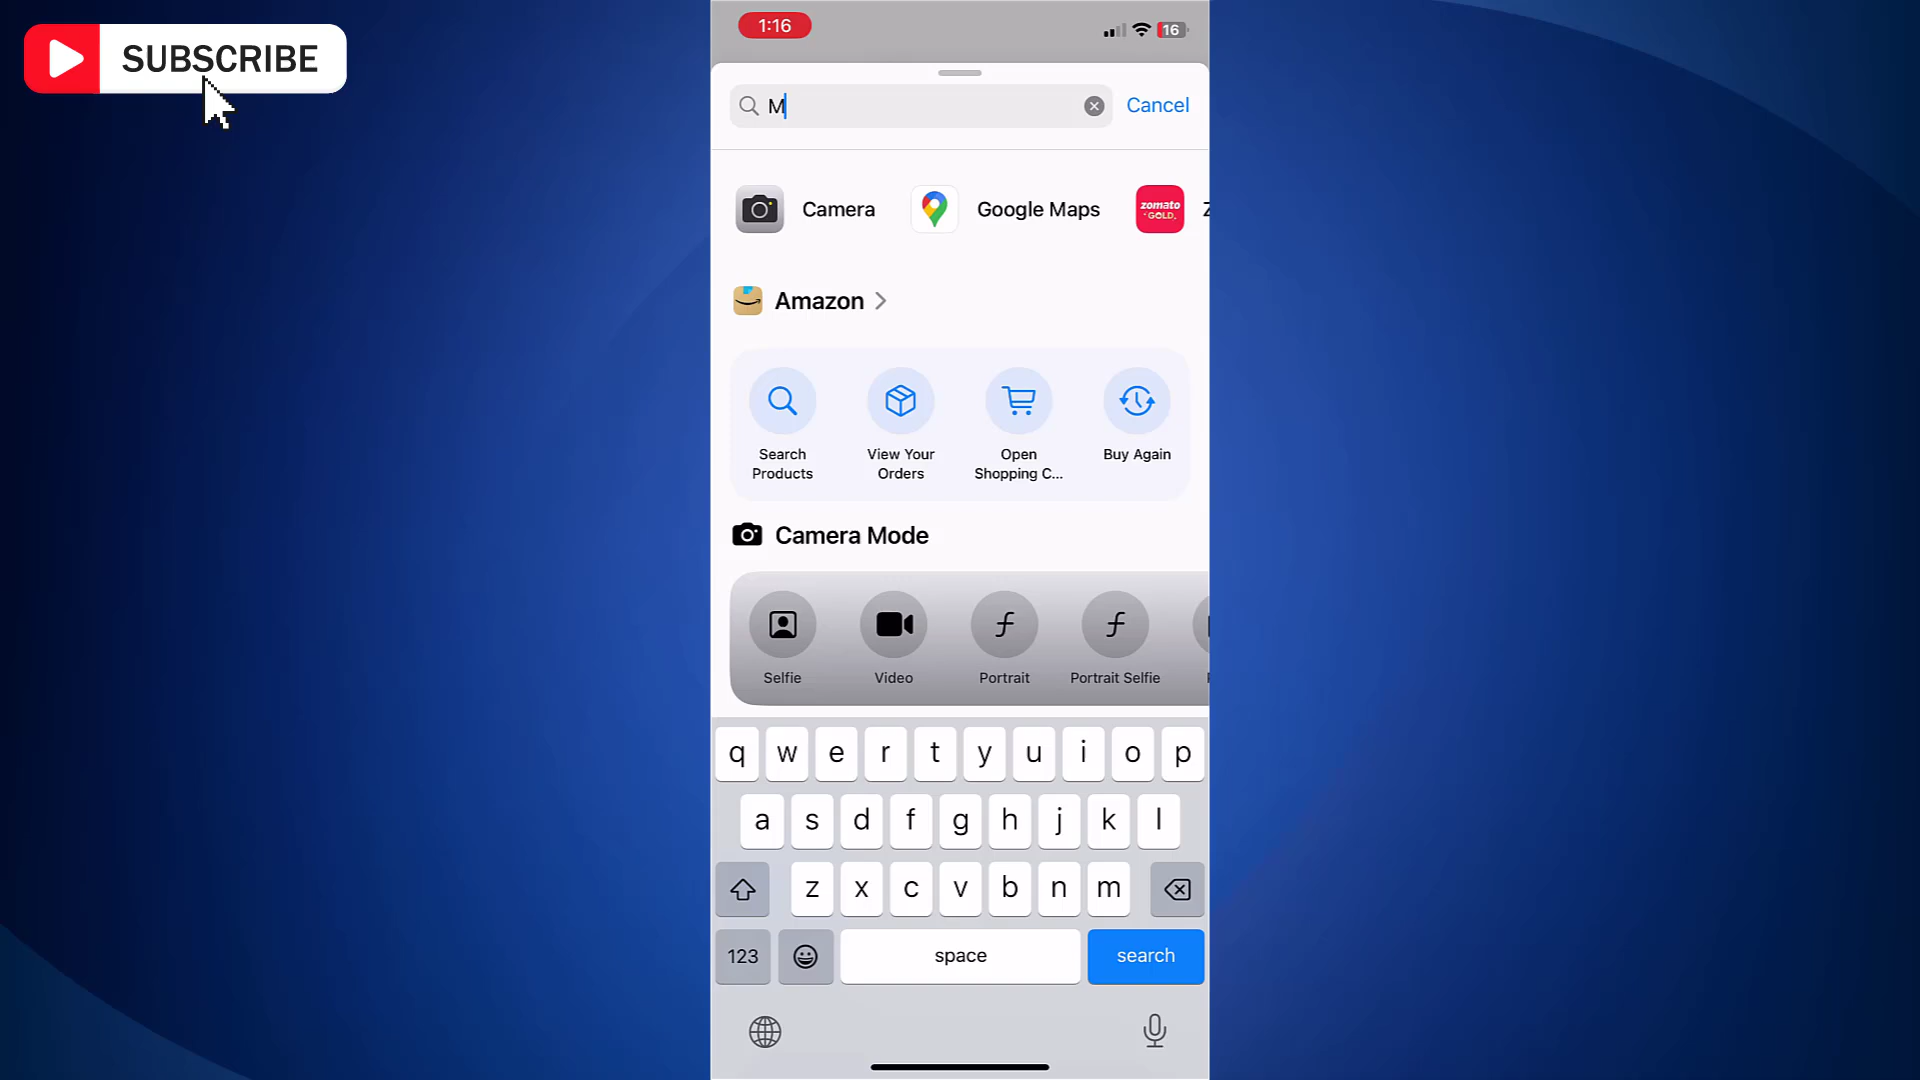 SUBSCRIBE
1:16
16
M
Cancel
Camera
Google Maps
zomato
GOLD
Amazon
Search
Products
View Your
Orders
Open
Shopping C...
Buy Again
Camera Mode
Selfie
Video
Portrait
Portrait Selfie
q w e r t y u i o p
a s d f g h j k l
z x c v b n m
123
space
search